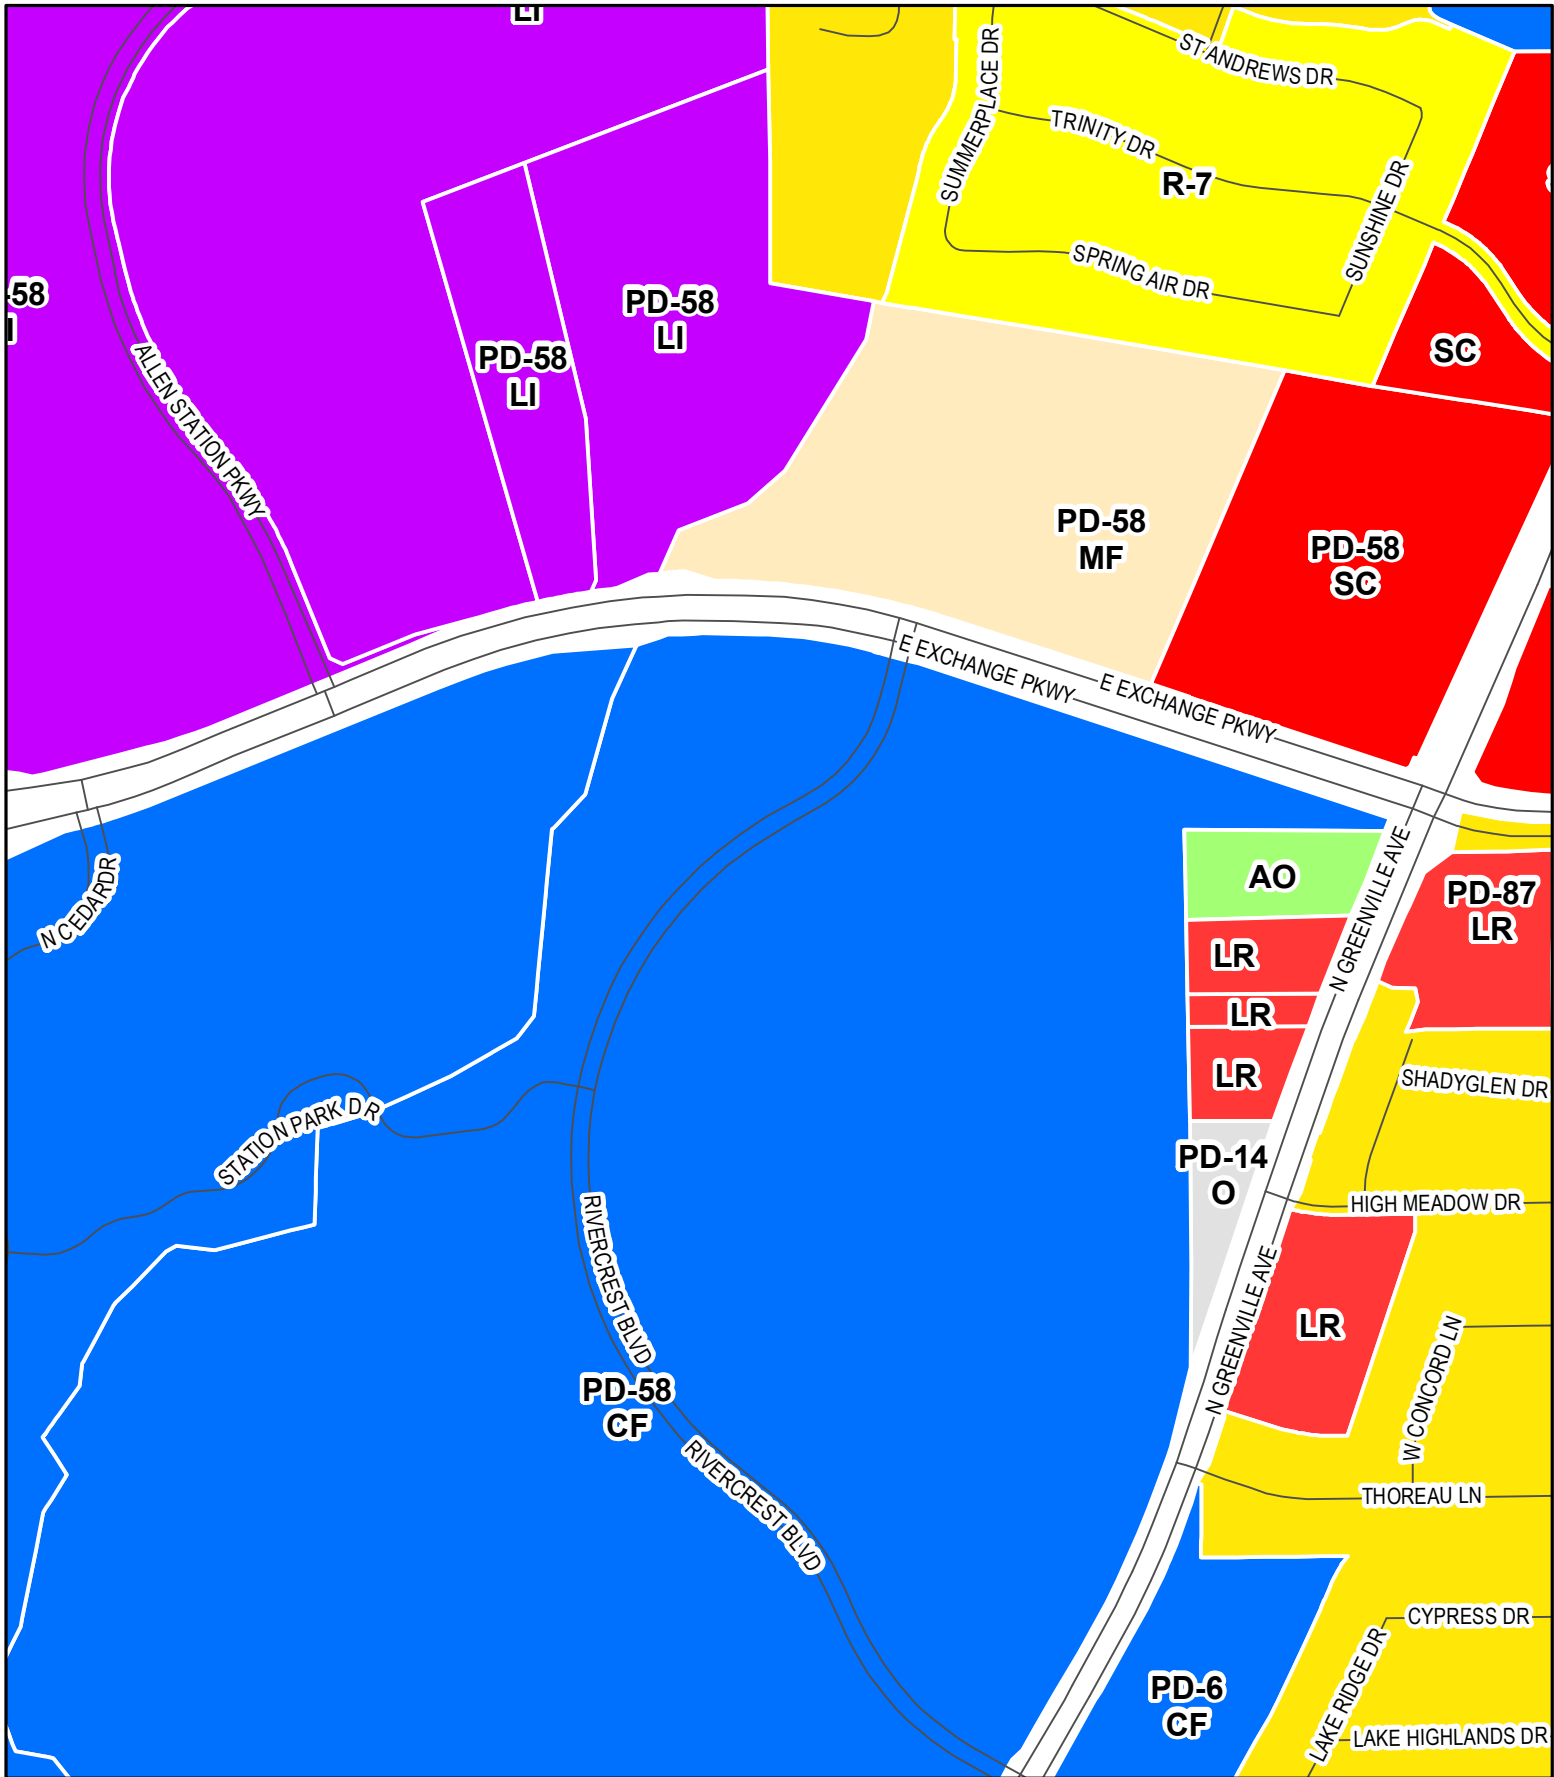 LI
ST ANDREWS DR
SUMMERPLACE DR
TRINITY DR
R-7
SUNSHINE DR
SPRING AIR DR
-58
PD-58
LI
SC
PD-58
LI
ALLEN STATION PKWY
PD-58
MF
PD-58
SC
E EXCHANGE PKWY
E EXCHANGE PKWY
N GREENVILLE AVE
AO
PD-87
LR
N CEDAR DR
LR
LR
LR
SHADYGLEN DR
STATION PARK DR
PD-14
O
HIGH MEADOW DR
RIVERCREST BLVD
N GREENVILLE AVE
LR
W CONCORD LN
PD-58
CF
RIVERCREST BLVD
THOREAU LN
CYPRESS DR
LAKE RIDGE DR
PD-6
CF
LAKE HIGHLANDS DR